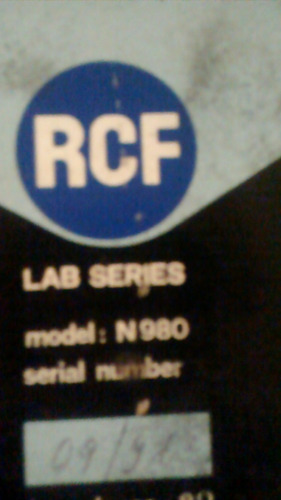 RCF
LAB SERIES
model: N980
serial number